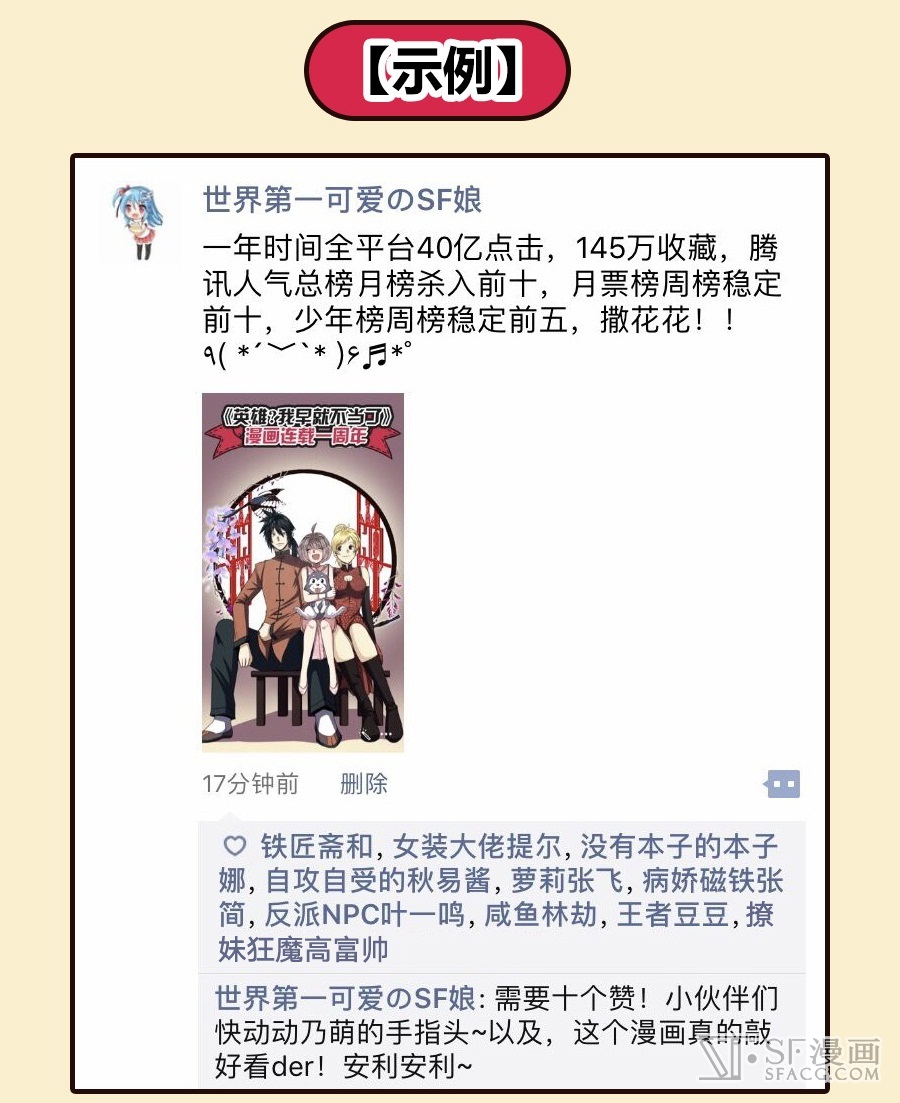 【示例】
世界第一可爱のSF娘
一年时间全平台40亿点击，145万收藏，腾
讯人气总榜月榜杀入前十，月票榜周榜稳定
前十，少年榜周榜稳定前五，撒花花！！
٩( *ˊ﹀ˋ* )۶♬*゜
《英雄?我早就不当了》
漫画连载一周年
17分钟前 删除
♡ 铁匠斋和, 女装大佬提尔, 没有本子的本子
娜, 自攻自受的秋易酱, 萝莉张飞, 病娇磁铁张
简, 反派NPC叶一鸣, 咸鱼林劫, 王者豆豆, 撩
妹狂魔高富帅
世界第一可爱のSF娘: 需要十个赞！小伙伴们
快动动乃萌的手指头~以及，这个漫画真的敲
好看der！安利安利~
SF漫画
SFACG.COM